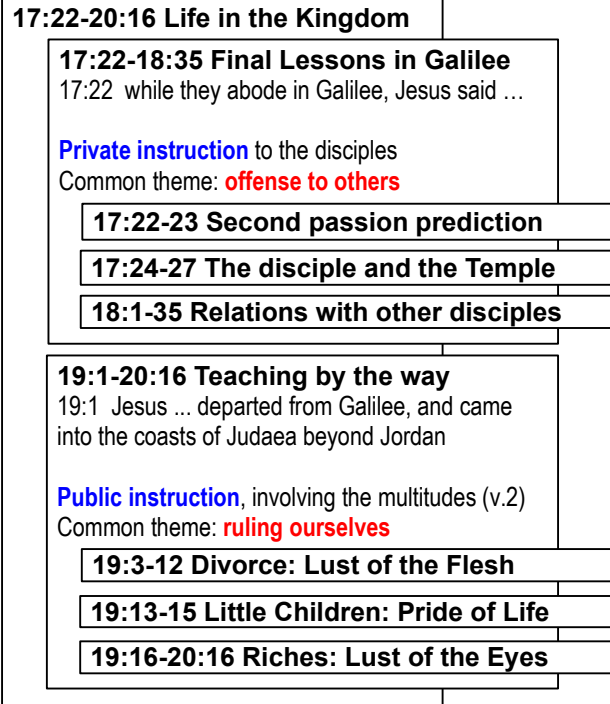 17:22-20:16 Life in the Kingdom
17:22-18:35 Final Lessons in Galilee
17:22 while they abode in Galilee, Jesus said …
Private instruction to the disciples
Common theme: offense to others
17:22-23 Second passion prediction
17:24-27 The disciple and the Temple
18:1-35 Relations with other disciples
19:1-20:16 Teaching by the way
19:1 Jesus ... departed from Galilee, and came
into the coasts of Judaea beyond Jordan
Public instruction, involving the multitudes (v.2)
Common theme: ruling ourselves
19:3-12 Divorce: Lust of the Flesh
19:13-15 Little Children: Pride of Life
19:16-20:16 Riches: Lust of the Eyes